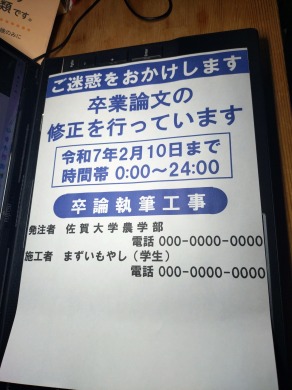 類です。
ご迷惑をおかけします
卒業論文の
修正を行っています
令和7年2月10日まで
時間帯 0:00～24:00
卒論執筆工事
発注者 佐賀大学農学部
電話 000-0000-0000
施工者 まずいもやし(学生)
電話 000-0000-0000